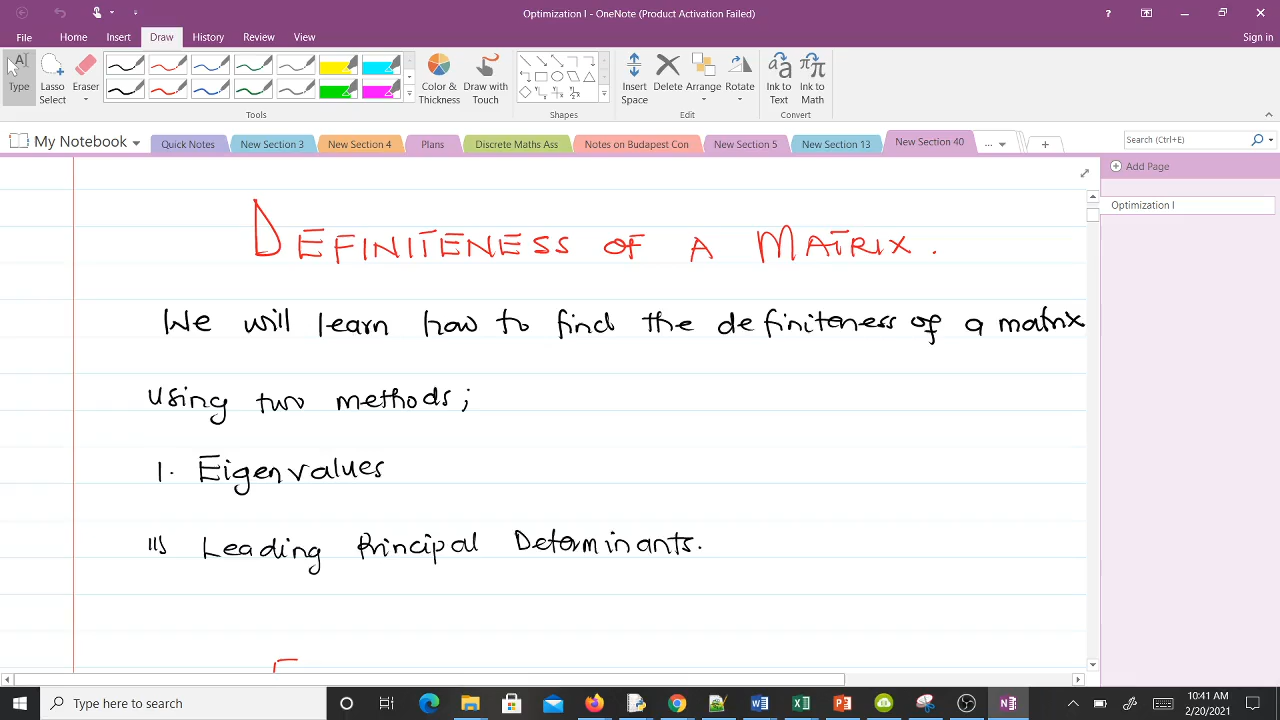 Optimization I - OneNote (Product Activation Failed)
File Home Insert Draw History Review View Sign in
Type
Lasso Select
Eraser
Color & Thickness
Draw with Touch
Insert Space
Delete
Arrange
Rotate
Ink to Text
Ink to Math
Tools Shapes Edit Convert
My Notebook Quick Notes New Section 3 New Section 4 Plans Discrete Maths Ass Notes on Budapest Con New Section 5 New Section 13 New Section 40 ... Search (Ctrl+E)
Add Page
Optimization I
DEFINITENESS OF A MATRIX.
We will learn how to find the definiteness of a matrix
using two methods;
1. Eigenvalues
Leading Principal Determinants.
Type here to search
10:41 AM
2/20/2021